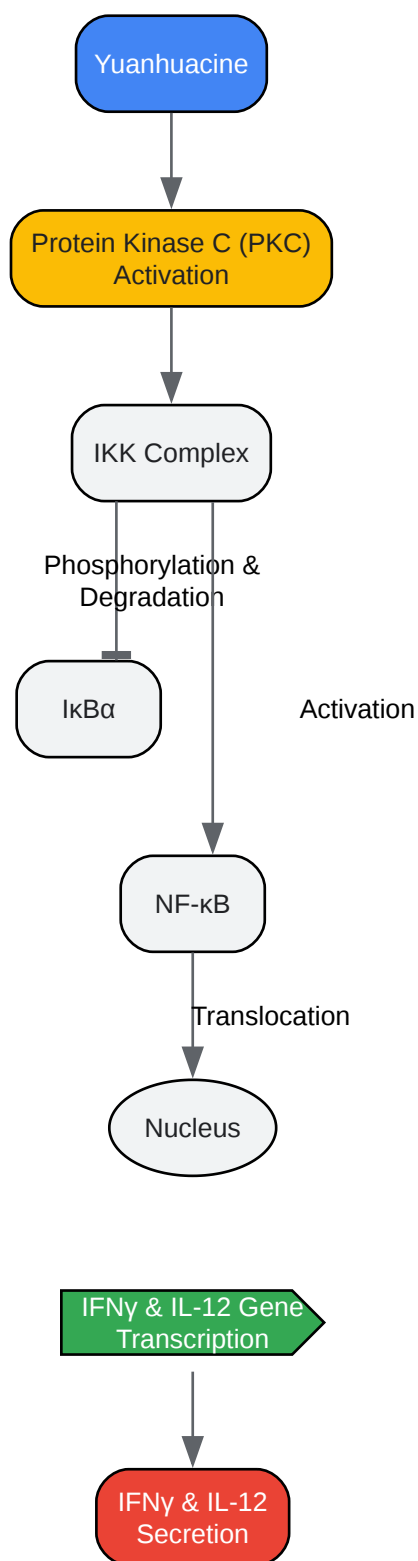 Yuanhuacine
Protein Kinase C (PKC)
Activation
IKK Complex
Phosphorylation &
Degradation
IκBα
Activation
NF-κB
Translocation
Nucleus
IFNγ & IL-12 Gene
Transcription
IFNγ & IL-12
Secretion